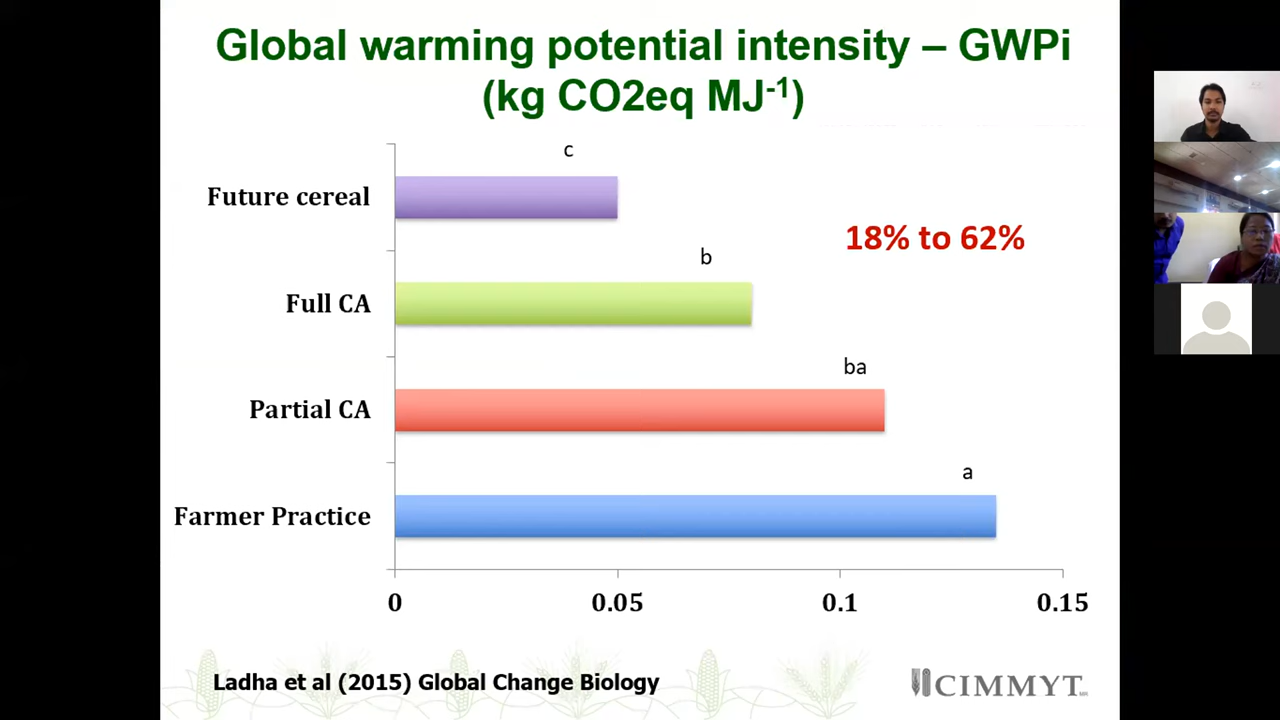 Global warming potential intensity – GWPi
(kg CO2eq MJ-1)
c
Future cereal
18% to 62%
b
Full CA
ba
Partial CA
a
Farmer Practice
0 0.05 0.1 0.15
Ladha et al (2015) Global Change Biology
CIMMYT